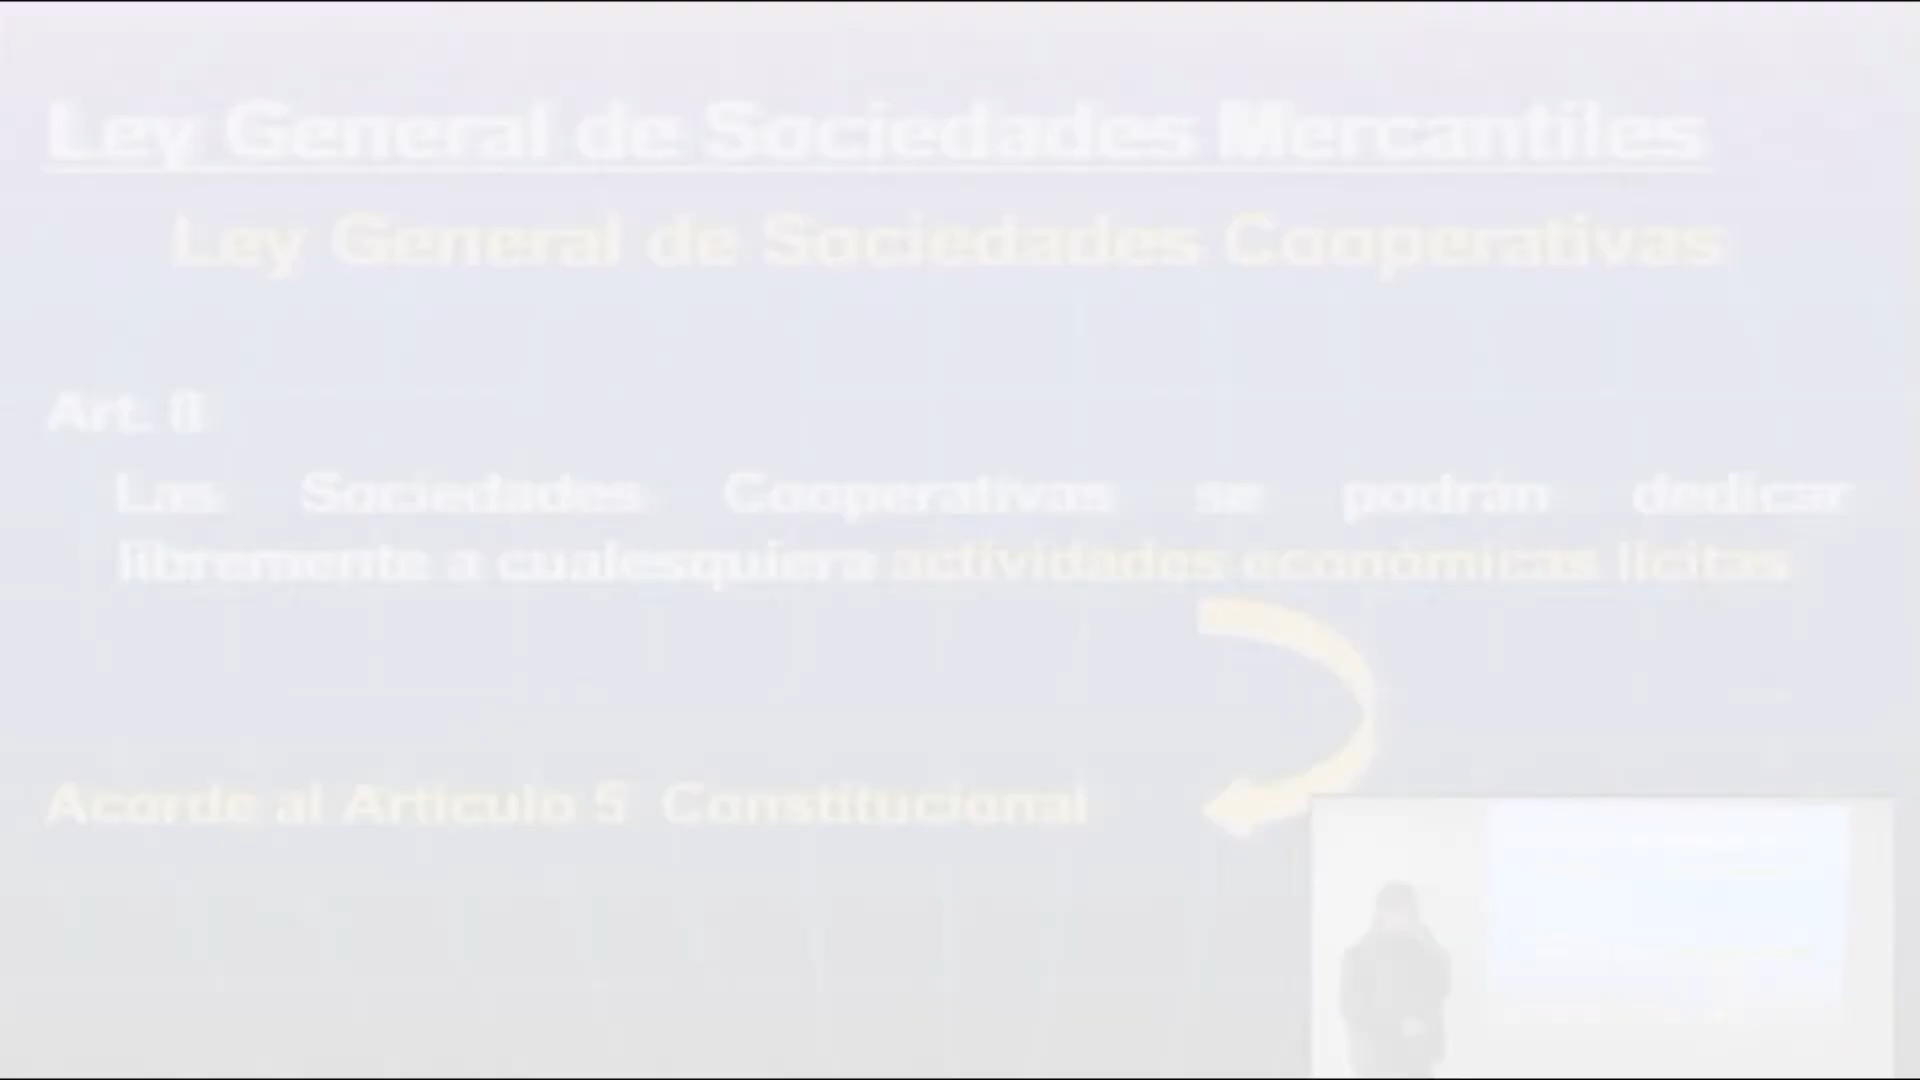 Ley General de Sociedades Mercantiles
Ley General de Sociedades Cooperativas
Art. 8
Las Sociedades Cooperativas se podrán dedicar
libremente a cualesquiera actividades económicas lícitas
Acorde al Artículo 5 Constitucional